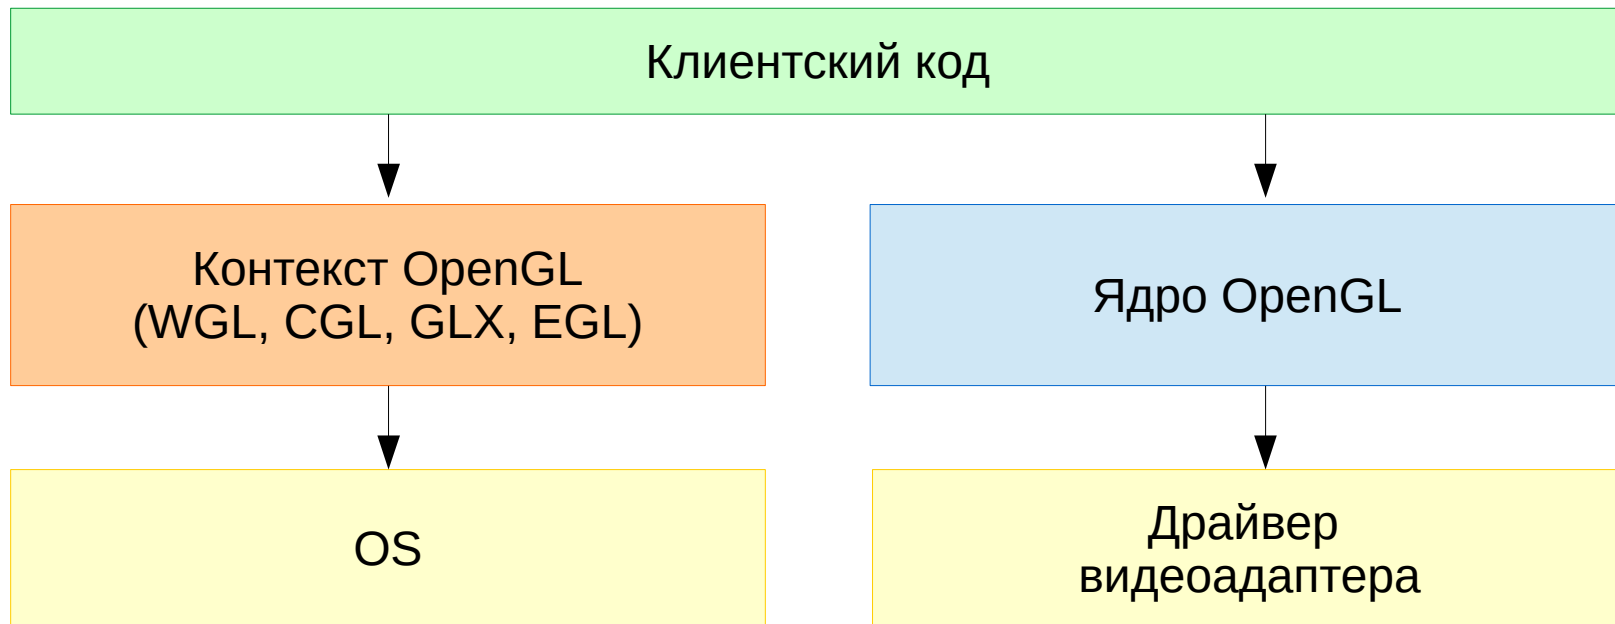 Клиентский код
Контекст OpenGL
(WGL, CGL, GLX, EGL)
Ядро OpenGL
OS
Драйвер
видеоадаптера